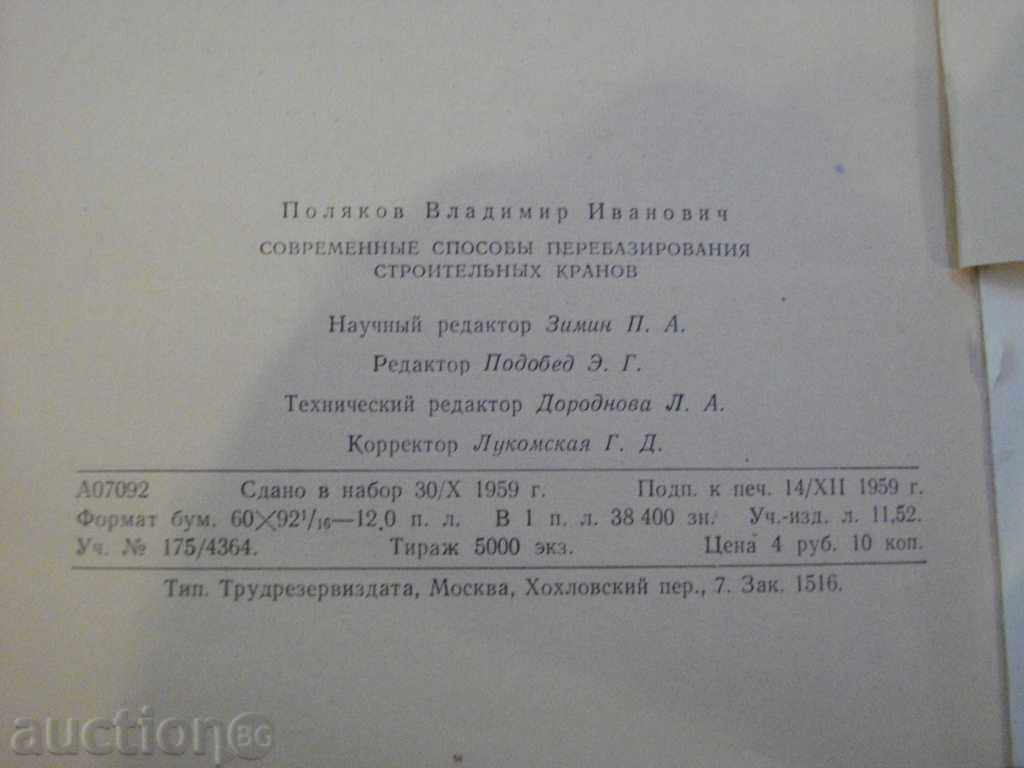 Поляков Владимир Иванович
СОВРЕМЕННЫЕ СПОСОБЫ ПЕРЕБАЗИРОВАНИЯ
СТРОИТЕЛЬНЫХ КРАНОВ
Научный редактор Зимин П. А.
Редактор Подобед Э. Г.
Технический редактор Дороднова Л. А.
Корректор Лукомская Г. Д.
А07092 Сдано в набор 30/X 1959 г. Подп. к печ. 14/XII 1959 г.
Формат бум. 60×92¹/₁₆—12,0 п. л. В 1 п. л. 38 400 зн. Уч.-изд. л. 11,52.
Уч. № 175/4364. Тираж 5000 экз. Цена 4 руб. 10 коп.
Тип. Трудрезервиздата, Москва, Хохловский пер., 7. Зак. 1516.
auction BG